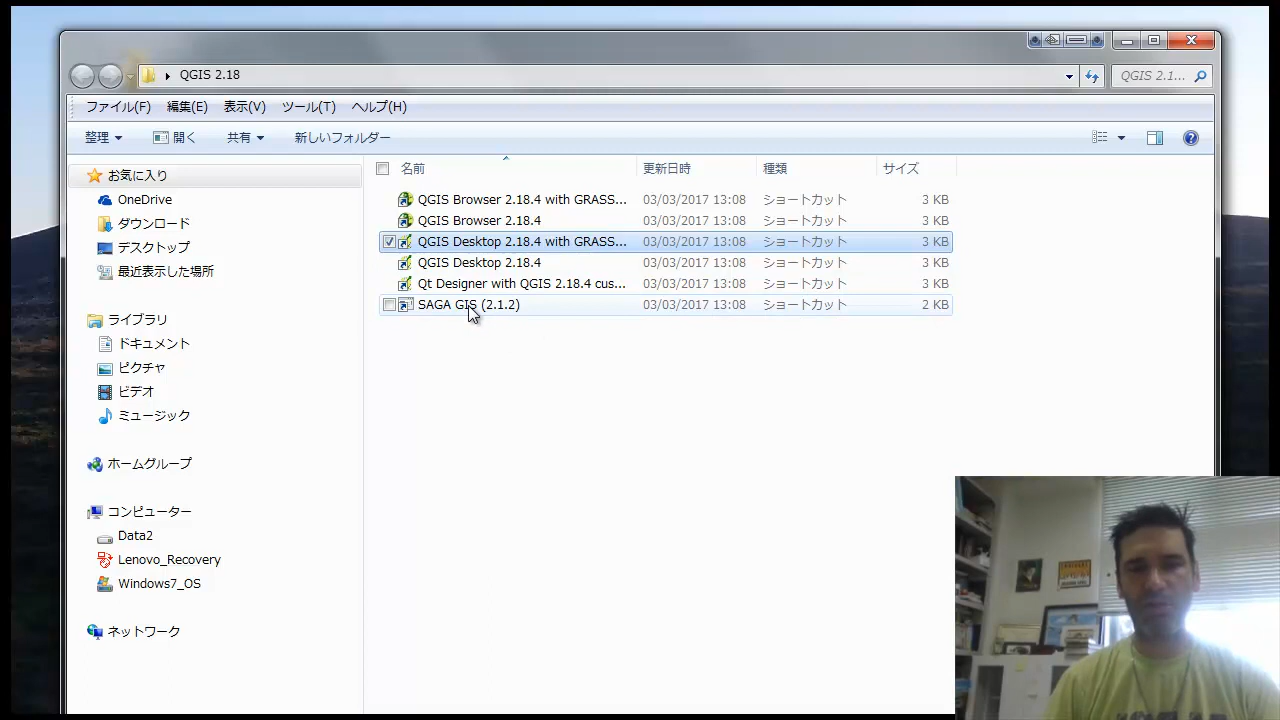 QGIS 2.18
QGIS 2.1...
ファイル(F) 編集(E) 表示(V) ツール(T) ヘルプ(H)
整理 開く 共有 新しいフォルダー
名前 更新日時 種類 サイズ
お気に入り
OneDrive
ダウンロード
デスクトップ
最近表示した場所
ライブラリ
ドキュメント
ピクチャ
ビデオ
ミュージック
ホームグループ
コンピューター
Data2
Lenovo_Recovery
Windows7_OS
ネットワーク
QGIS Browser 2.18.4 with GRASS... 03/03/2017 13:08 ショートカット 3 KB
QGIS Browser 2.18.4 03/03/2017 13:08 ショートカット 3 KB
QGIS Desktop 2.18.4 with GRASS... 03/03/2017 13:08 ショートカット 3 KB
QGIS Desktop 2.18.4 03/03/2017 13:08 ショートカット 3 KB
Qt Designer with QGIS 2.18.4 cus... 03/03/2017 13:08 ショートカット 3 KB
SAGA GIS (2.1.2) 03/03/2017 13:08 ショートカット 2 KB